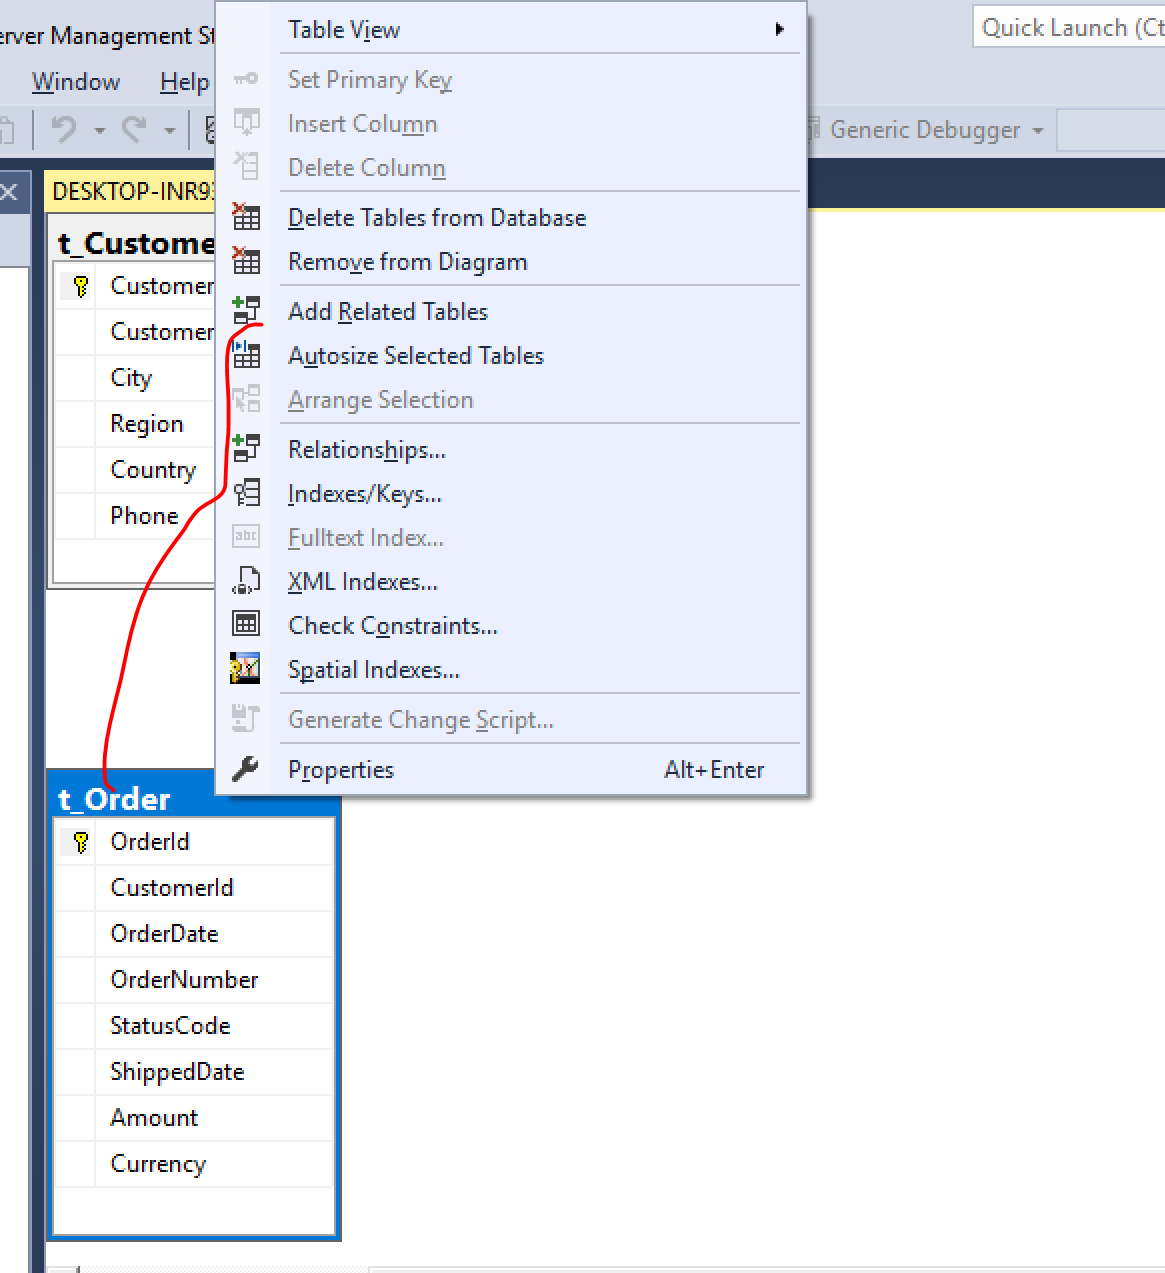 erver Management St
Quick Launch (Ct
Window Help
Generic Debugger
DESKTOP-INR93
t_Custome
Customer
Customer
City
Region
Country
Phone
Table View
Set Primary Key
Insert Column
Delete Column
Delete Tables from Database
Remove from Diagram
Add Related Tables
Autosize Selected Tables
Arrange Selection
Relationships...
Indexes/Keys...
abc
Fulltext Index...
XML Indexes...
Check Constraints...
Spatial Indexes...
Generate Change Script...
Properties Alt+Enter
t_Order
OrderId
CustomerId
OrderDate
OrderNumber
StatusCode
ShippedDate
Amount
Currency